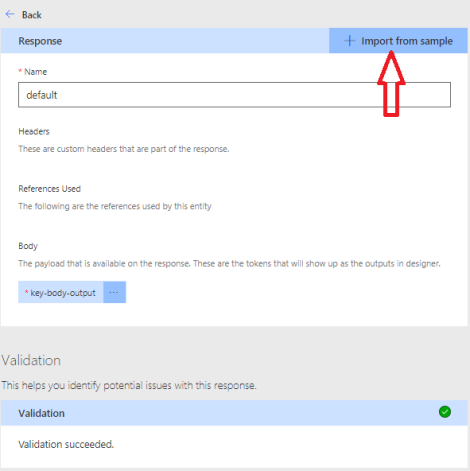 ← Back
Response
+ Import from sample
* Name
default
Headers
These are custom headers that are part of the response.
References Used
The following are the references used by this entity
Body
The payload that is available on the response. These are the tokens that will show up as the outputs in designer.
* key-body-output ...
Validation
This helps you identify potential issues with this response.
Validation
Validation succeeded.